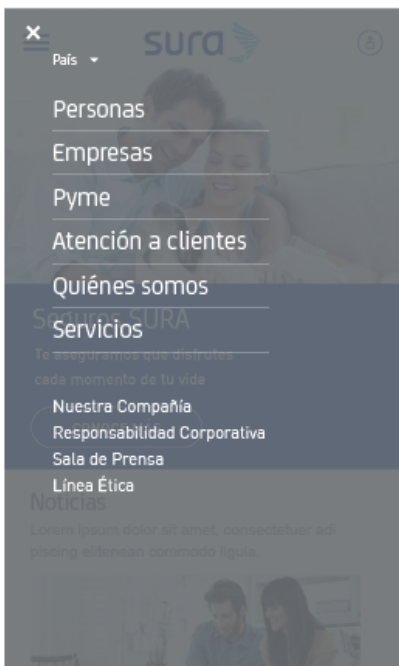 ×
sura
País
Personas
Empresas
Pyme
Atención a clientes
Quiénes somos
Seguros SURA
Servicios
Te aseguramos que disfrutes
cada momento de tu vida
Nuestra Compañía
Responsabilidad Corporativa
Sala de Prensa
Línea Ética
Noticias
Lorem ipsum dolor sit amet, consectetuer adi
piscing elitenean commodo ligula.